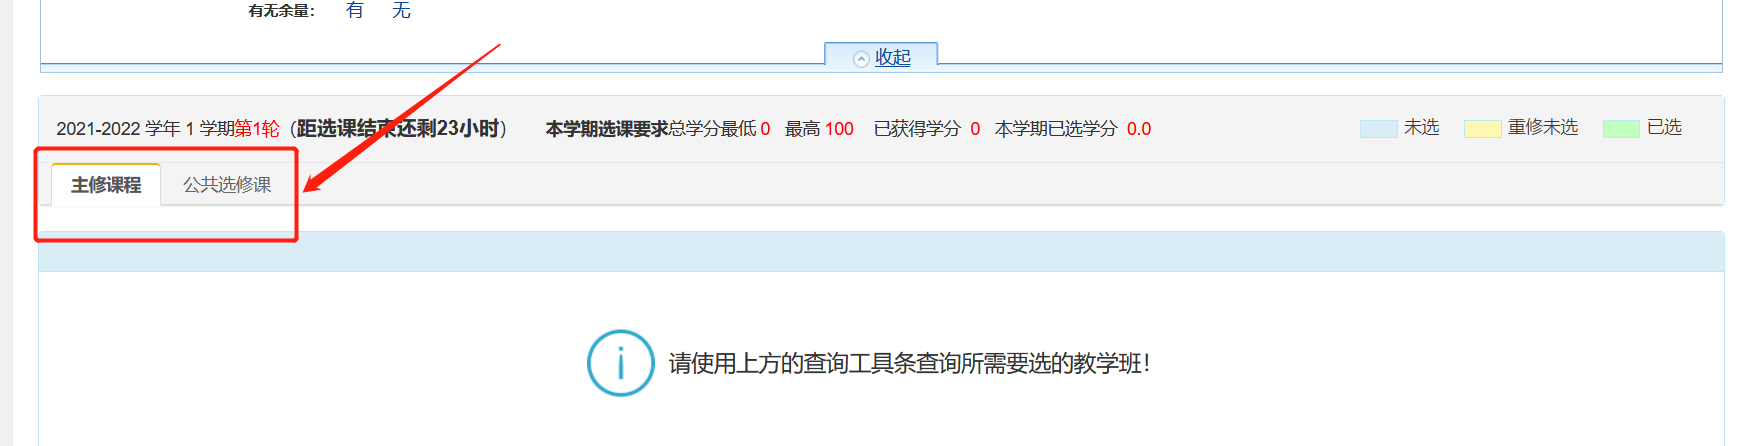 有无余量： 有 无
收起
2021-2022 学年 1 学期第1轮（距选课结束还剩23小时） 本学期选课要求总学分最低 0 最高 100 已获得学分 0 本学期已选学分 0.0 未选 重修未选 已选
主修课程 公共选修课
请使用上方的查询工具条查询所需要选的教学班！